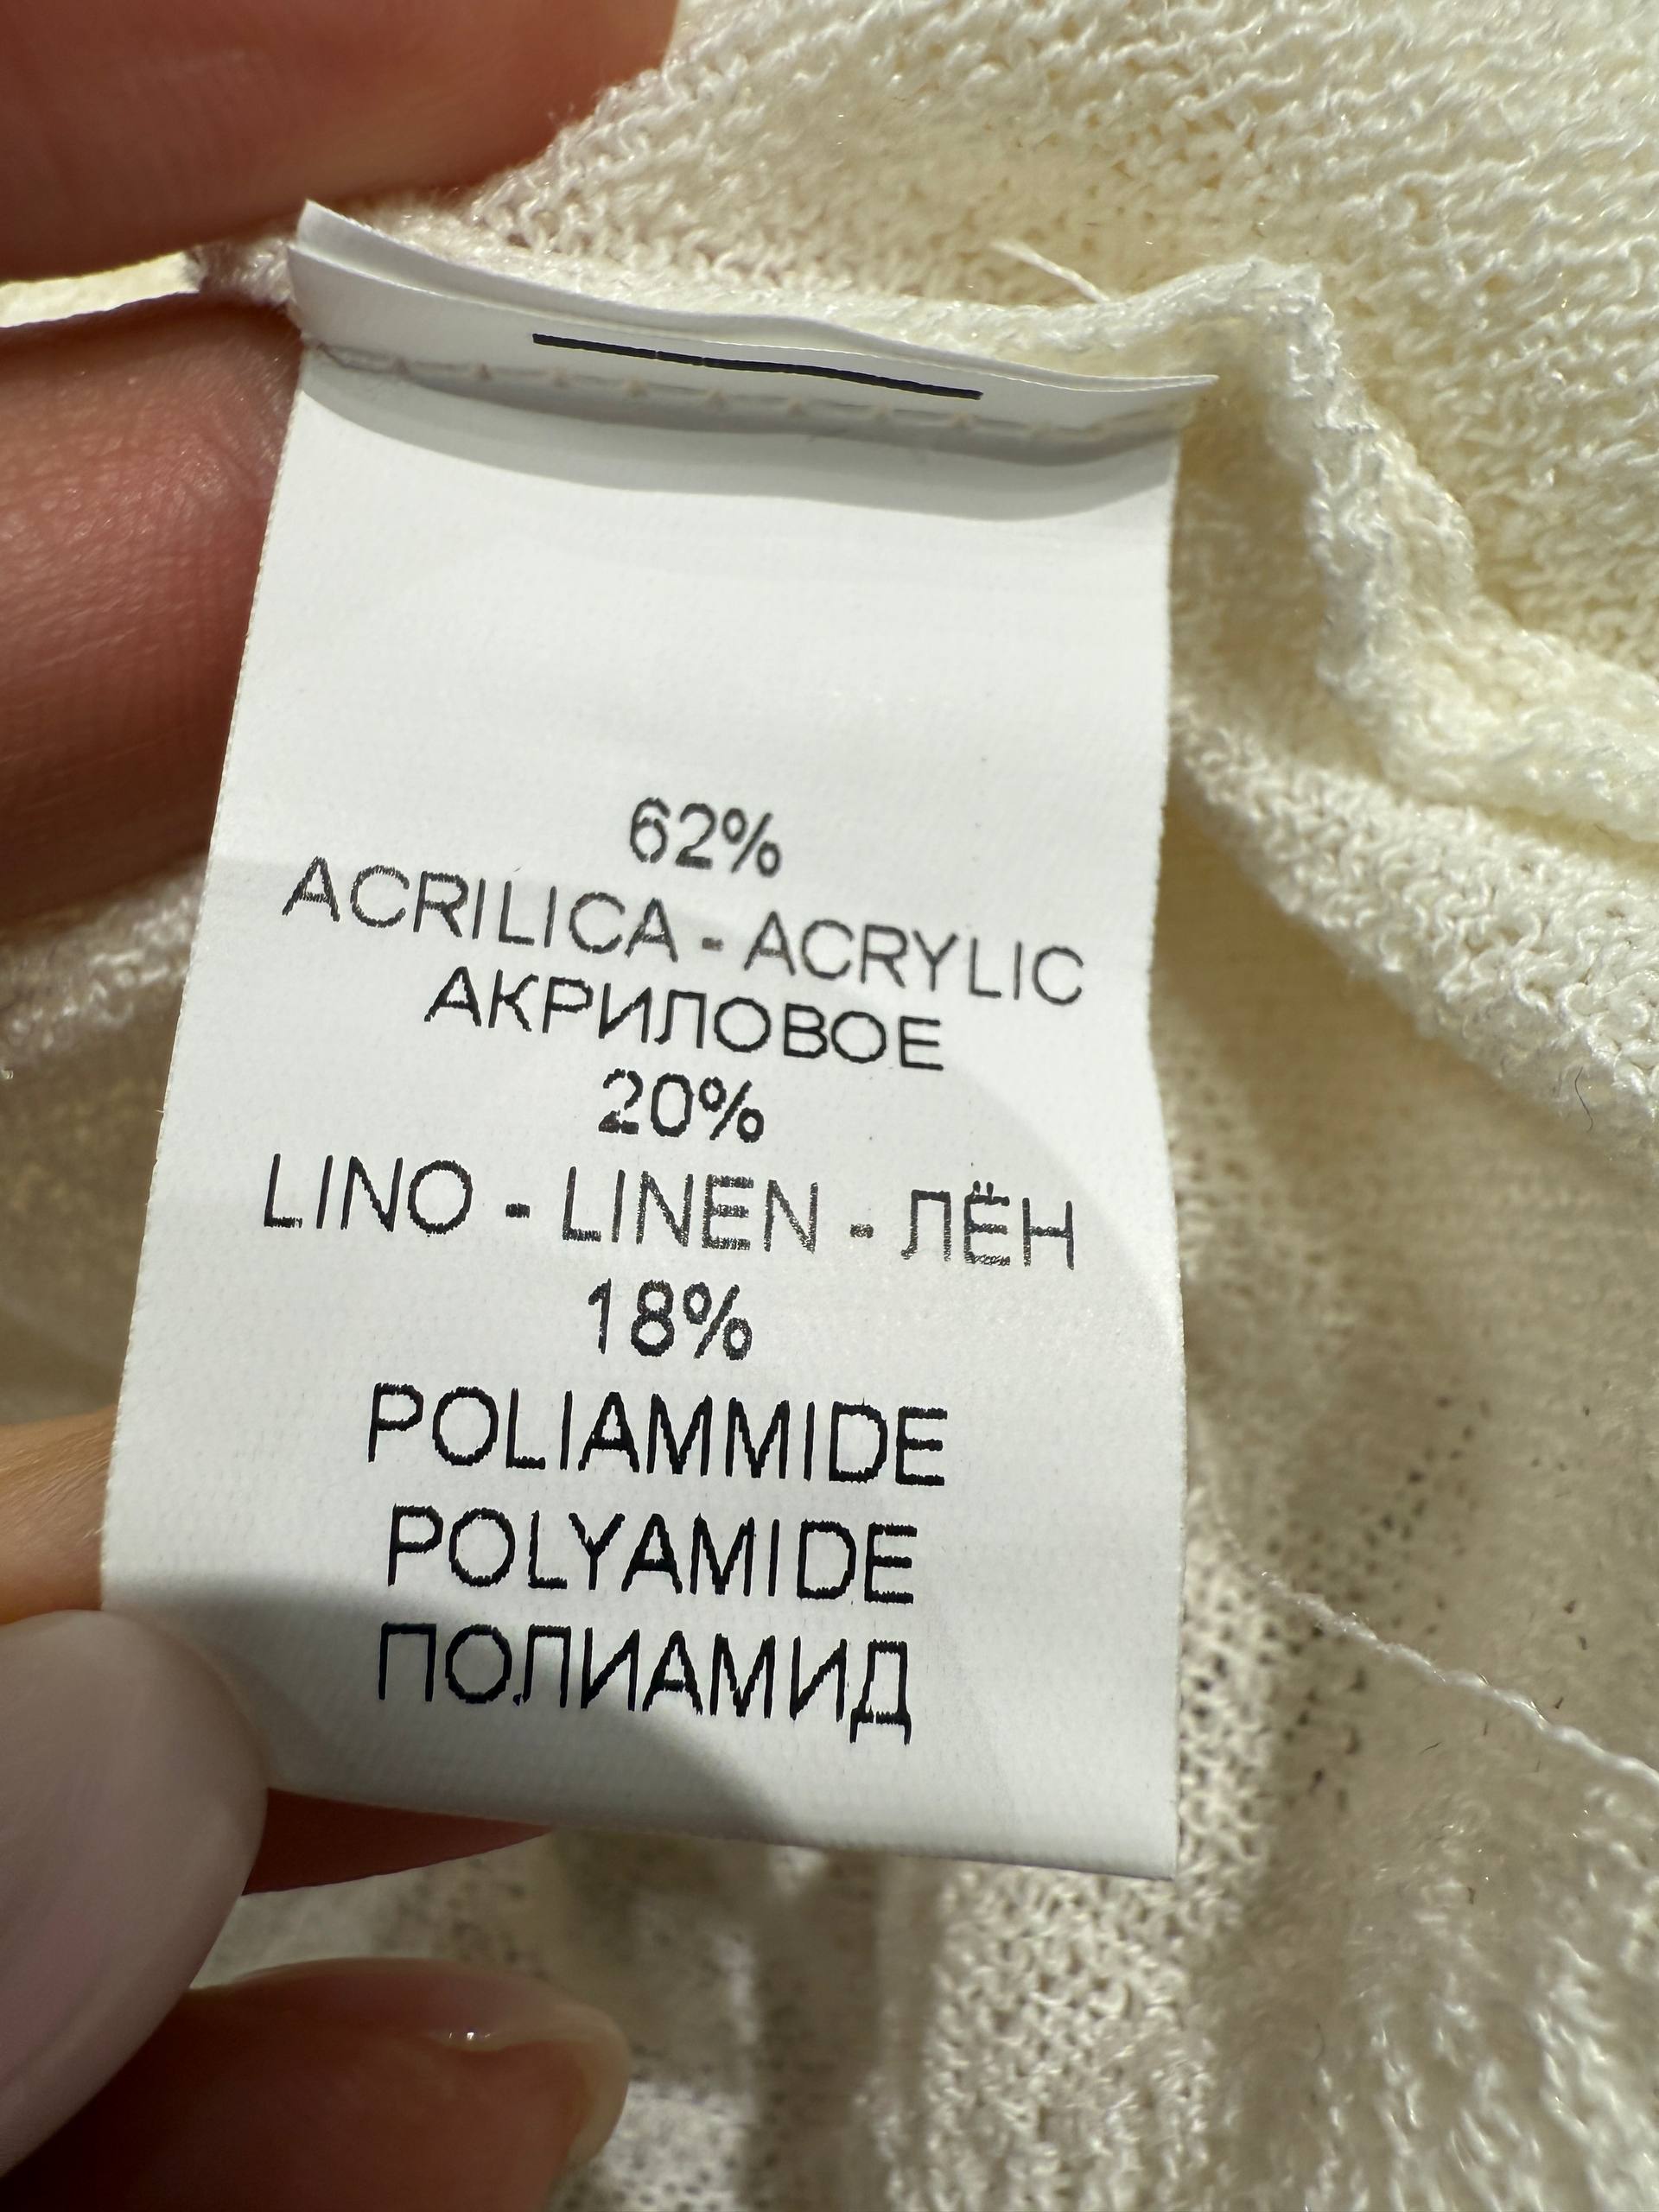 62%
ACRILICA - ACRYLIC
АКРИЛОВОЕ
20%
LINO - LINEN - ЛЁН
18%
POLIAMMIDE
POLYAMIDE
ПОЛИАМИД